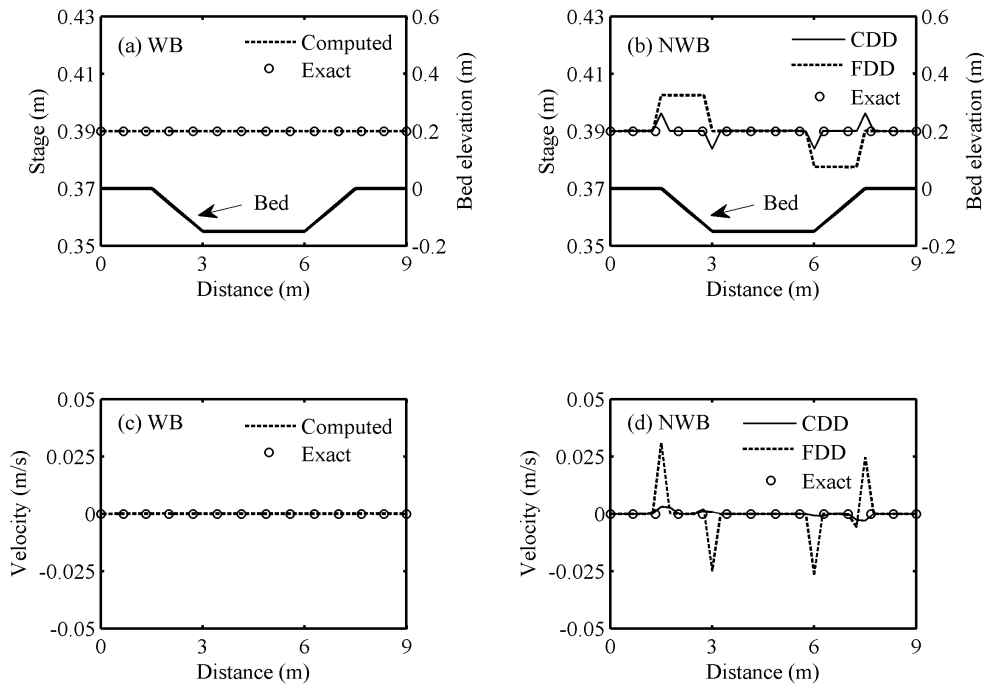 (a) WB
Computed
Exact
Stage (m)
0.43
0.41
0.39
0.37
0.35
0.6
0.4
0.2
0
-0.2
Bed elevation (m)
Bed
0 3 6 9
Distance (m)
(b) NWB
CDD
FDD
Exact
Stage (m)
0.43
0.41
0.39
0.37
0.35
0.6
0.4
0.2
0
-0.2
Bed elevation (m)
Bed
0 3 6 9
Distance (m)
(c) WB
Computed
Exact
Velocity (m/s)
0.05
0.025
0
-0.025
-0.05
0 3 6 9
Distance (m)
(d) NWB
CDD
FDD
Exact
Velocity (m/s)
0.05
0.025
0
-0.025
-0.05
0 3 6 9
Distance (m)